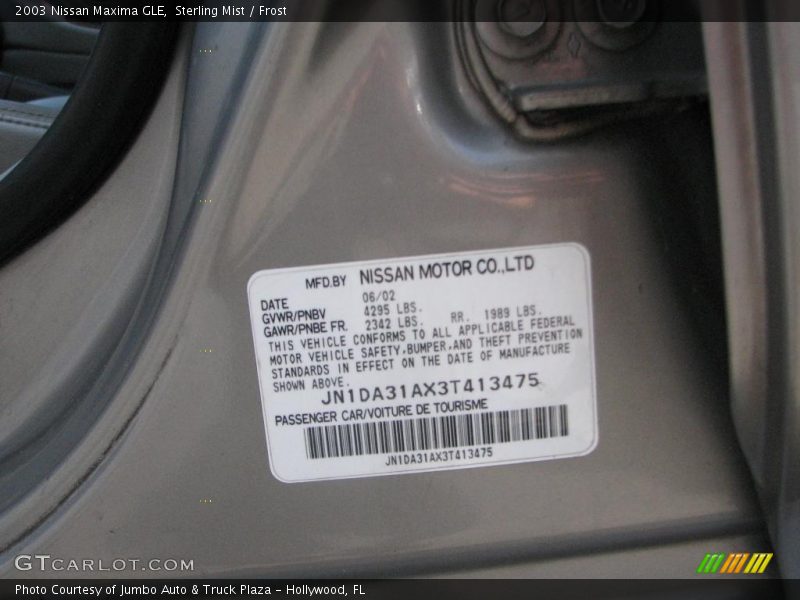 2003 Nissan Maxima GLE, Sterling Mist / Frost
MFD.BY NISSAN MOTOR CO.,LTD
DATE 06/02
GVWR/PNBV 4295 LBS.
GAWR/PNBE FR. 2342 LBS. RR. 1989 LBS.
THIS VEHICLE CONFORMS TO ALL APPLICABLE FEDERAL
MOTOR VEHICLE SAFETY,BUMPER,AND THEFT PREVENTION
STANDARDS IN EFFECT ON THE DATE OF MANUFACTURE
SHOWN ABOVE.
JN1DA31AX3T413475
PASSENGER CAR/VOITURE DE TOURISME
JN1DA31AX3T413475
GTCARLOT.COM
Photo Courtesy of Jumbo Auto & Truck Plaza - Hollywood, FL